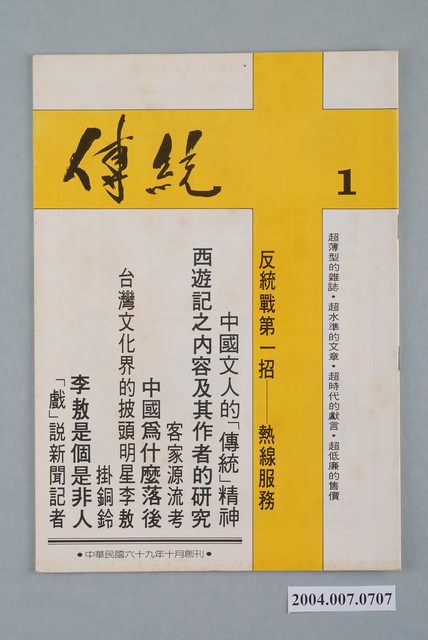 傳統
1
超薄型的雜誌・超水準的文章・超時代的獻言・超低廉的售價
反統戰第一招——熱線服務
中國文人的「傳統」精神
西遊記之內容及其作者的研究
客家源流考
中國為什麼落後
台灣文化界的披頭明星李敖
掛銅鈴
李敖是個是非人
「戲」說新聞記者
●中華民國六十九年十月創刊●
2004.007.0707